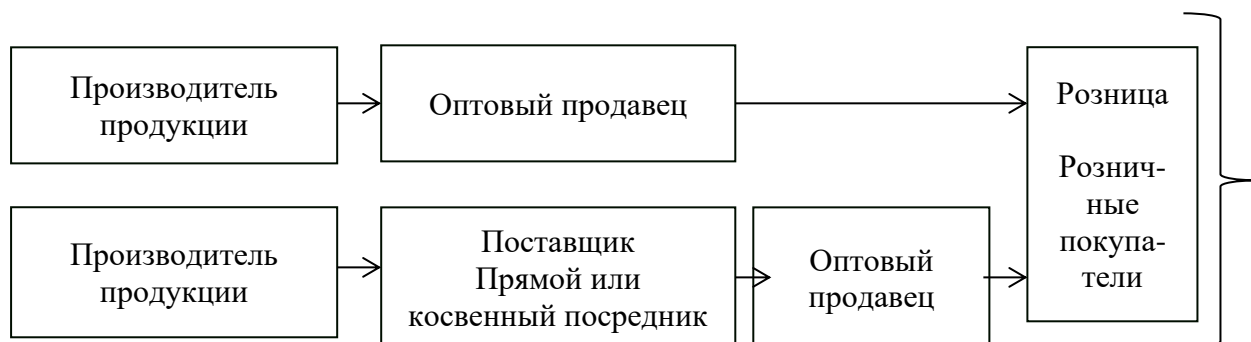 Производитель
продукции
Оптовый продавец
Розница
Рознич-
ные
покупа-
тели
Производитель
продукции
Поставщик
Прямой или
косвенный посредник
Оптовый
продавец